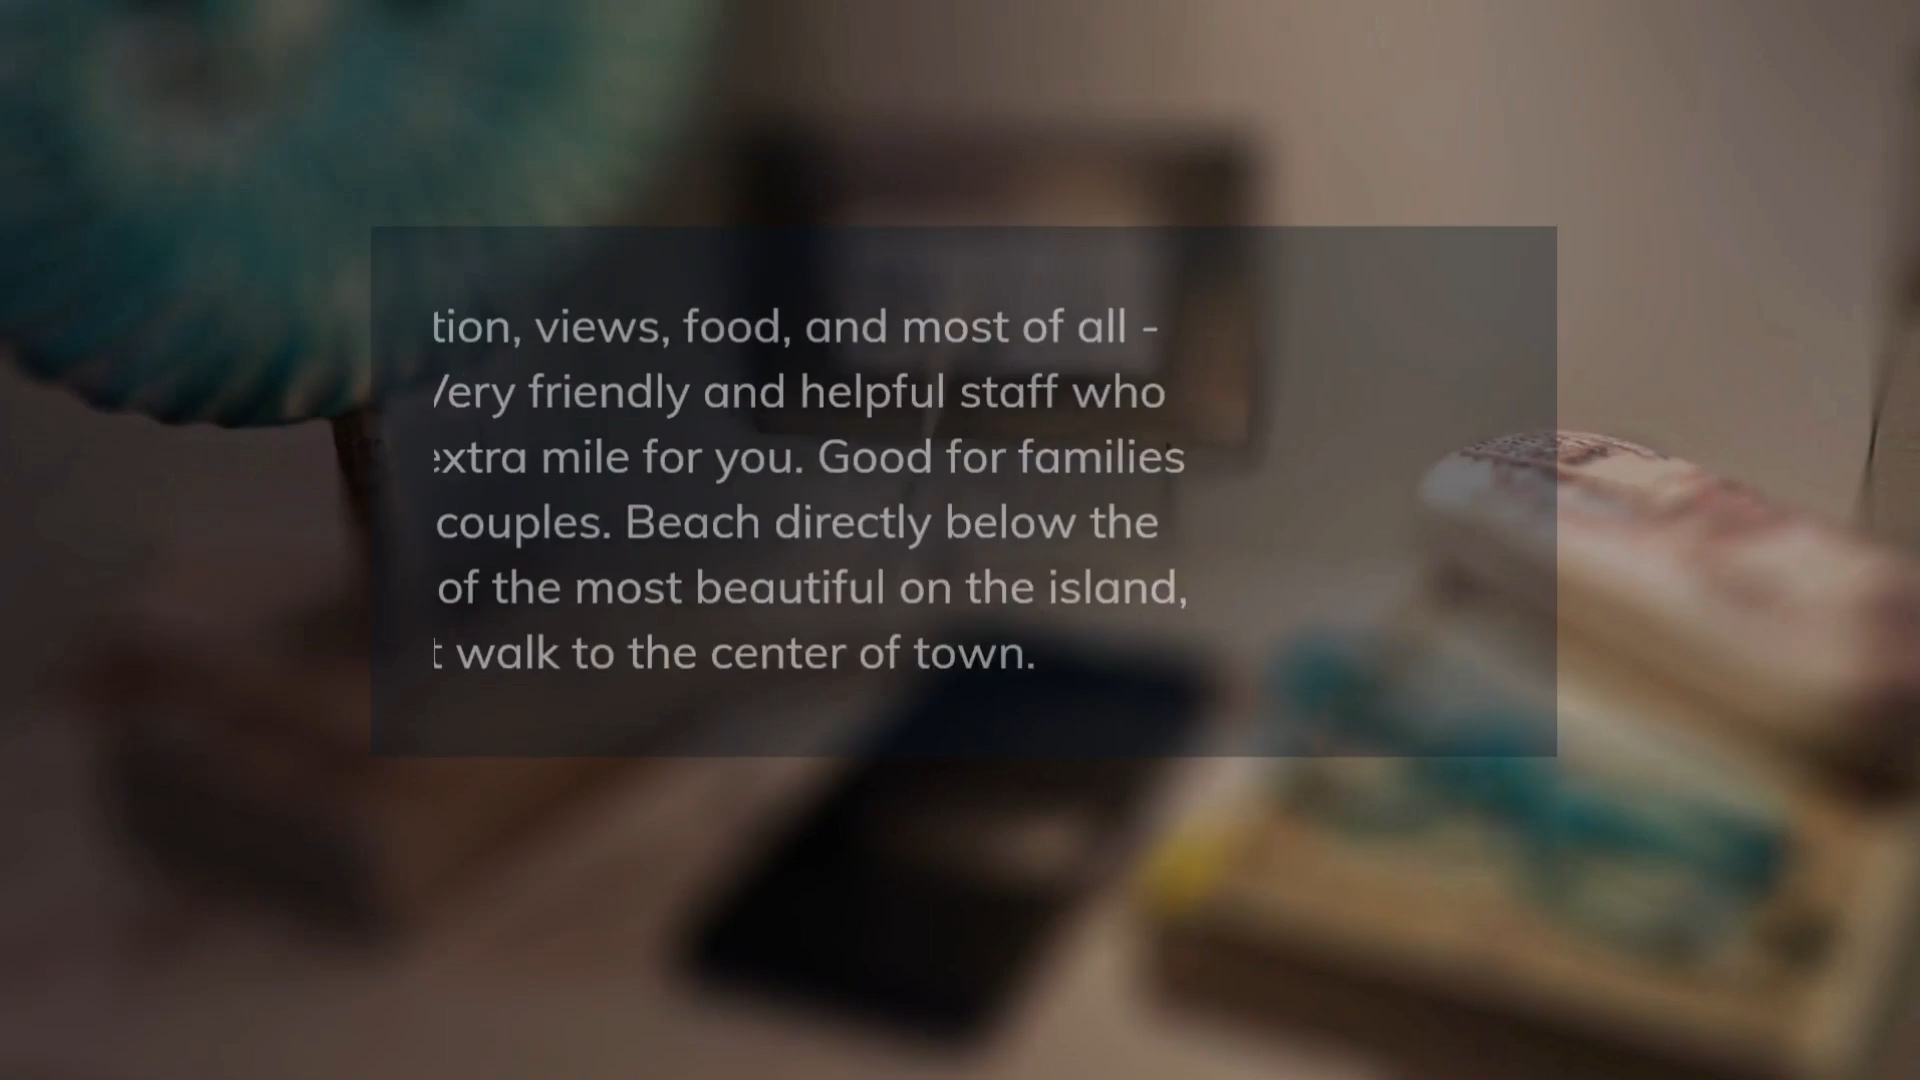 tion, views, food, and most of all -
Very friendly and helpful staff who
extra mile for you. Good for families
couples. Beach directly below the
of the most beautiful on the island,
t walk to the center of town.